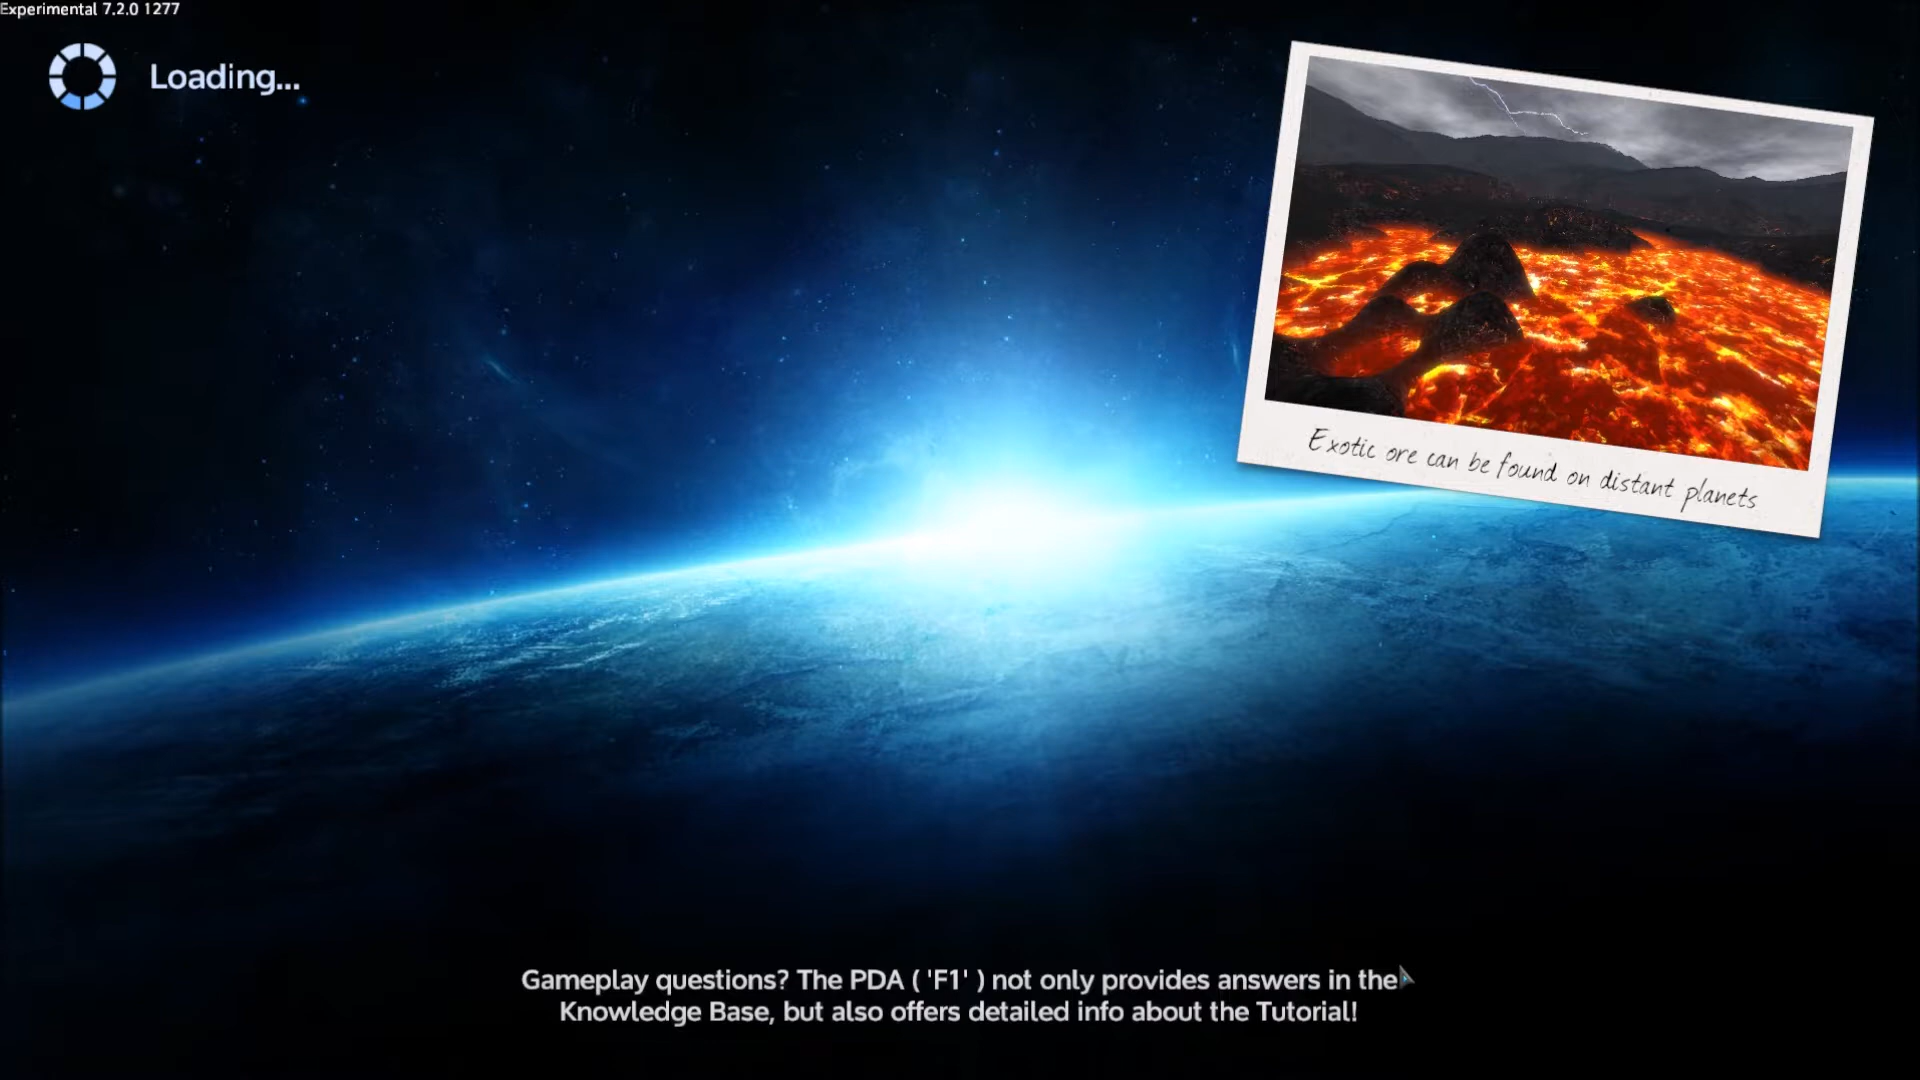 Experimental 7.2.0 1277
Loading...
Exotic ore can be found on distant planets
Gameplay questions? The PDA ( 'F1' ) not only provides answers in the
Knowledge Base, but also offers detailed info about the Tutorial!